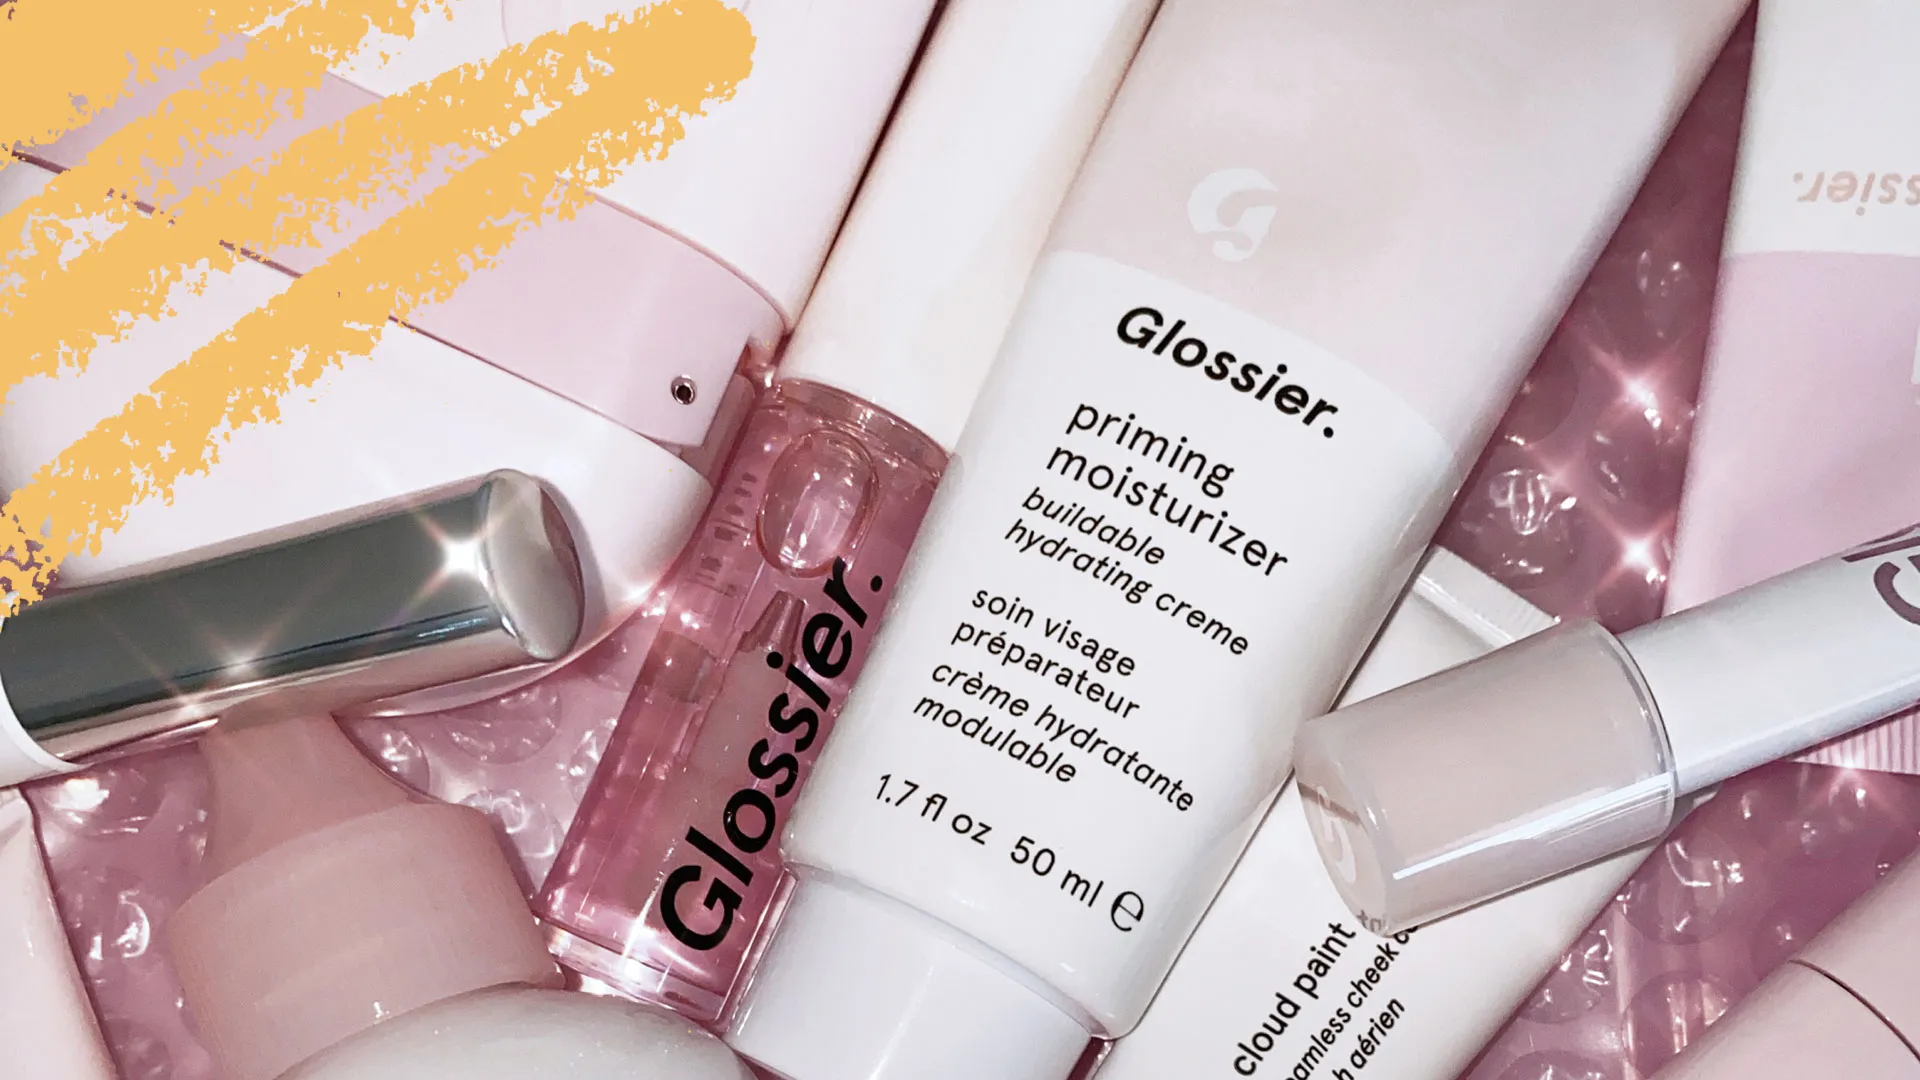 Glossier.
priming
moisturizer
buildable
hydrating creme
soin visage
préparateur
crème hydratante
modulable
1.7 fl oz 50 ml ℮
Glossier.
cloud paint
aérien